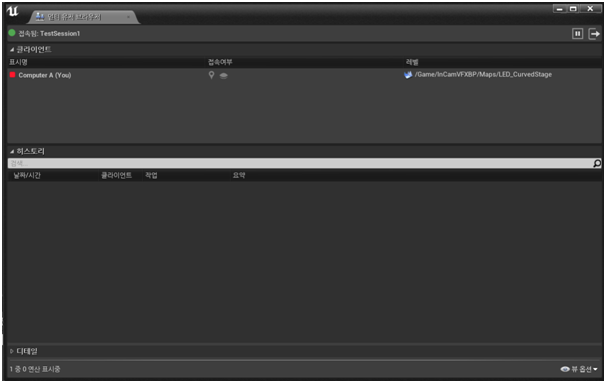 멀티 유저 브라우저
접속됨: TestSession1
클라이언트
표시명 접속여부 레벨
Computer A (You) /Game/InCamVFXBP/Maps/LED_CurvedStage
히스토리
검색...
날짜/시간 클라이언트 작업 요약
디테일
1 중 0 연산 표시중 뷰 옵션